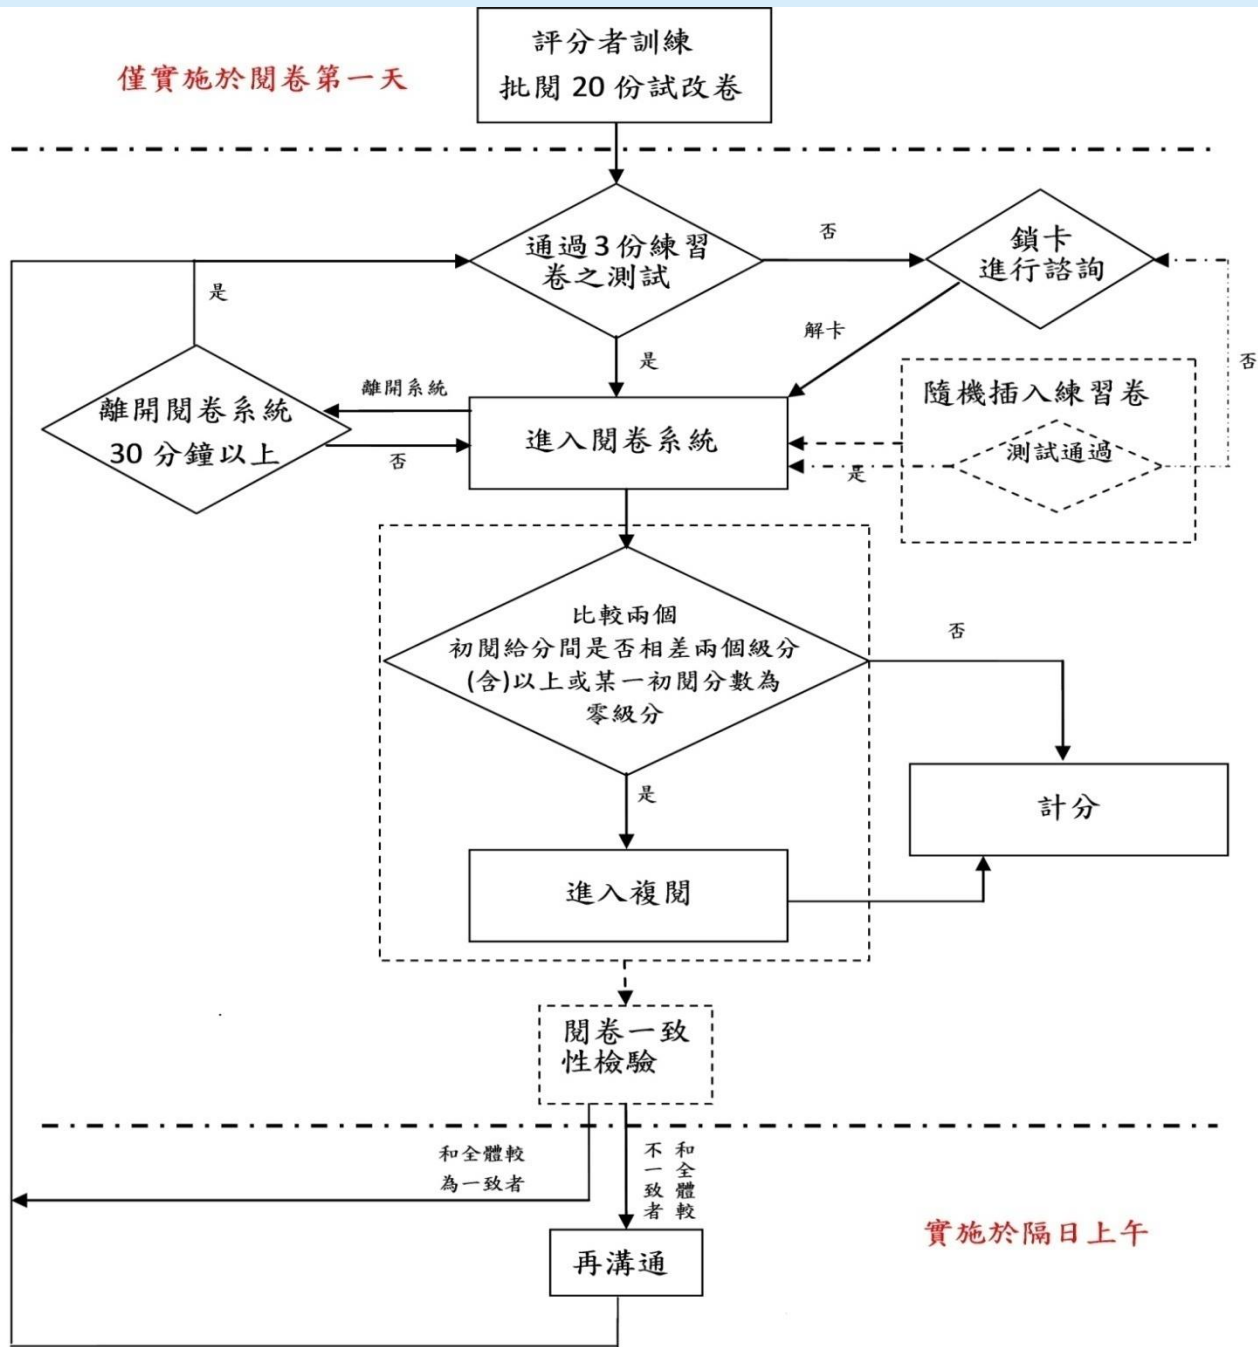 僅實施於閱卷第一天
評分者訓練
批閱 20 份試改卷
通過 3 份練習
卷之測試
否
鎖卡
進行諮詢
是
解卡
是
否
離開系統
離開閱卷系統
30 分鐘以上
否
進入閱卷系統
隨機插入練習卷
測試通過
是
比較兩個
初閱給分間是否相差兩個級分
(含)以上或某一初閱分數為
零級分
否
是
計分
進入複閱
閱卷一致
性檢驗
和全體較
為一致者
和全體較
不一致者
再溝通
實施於隔日上午